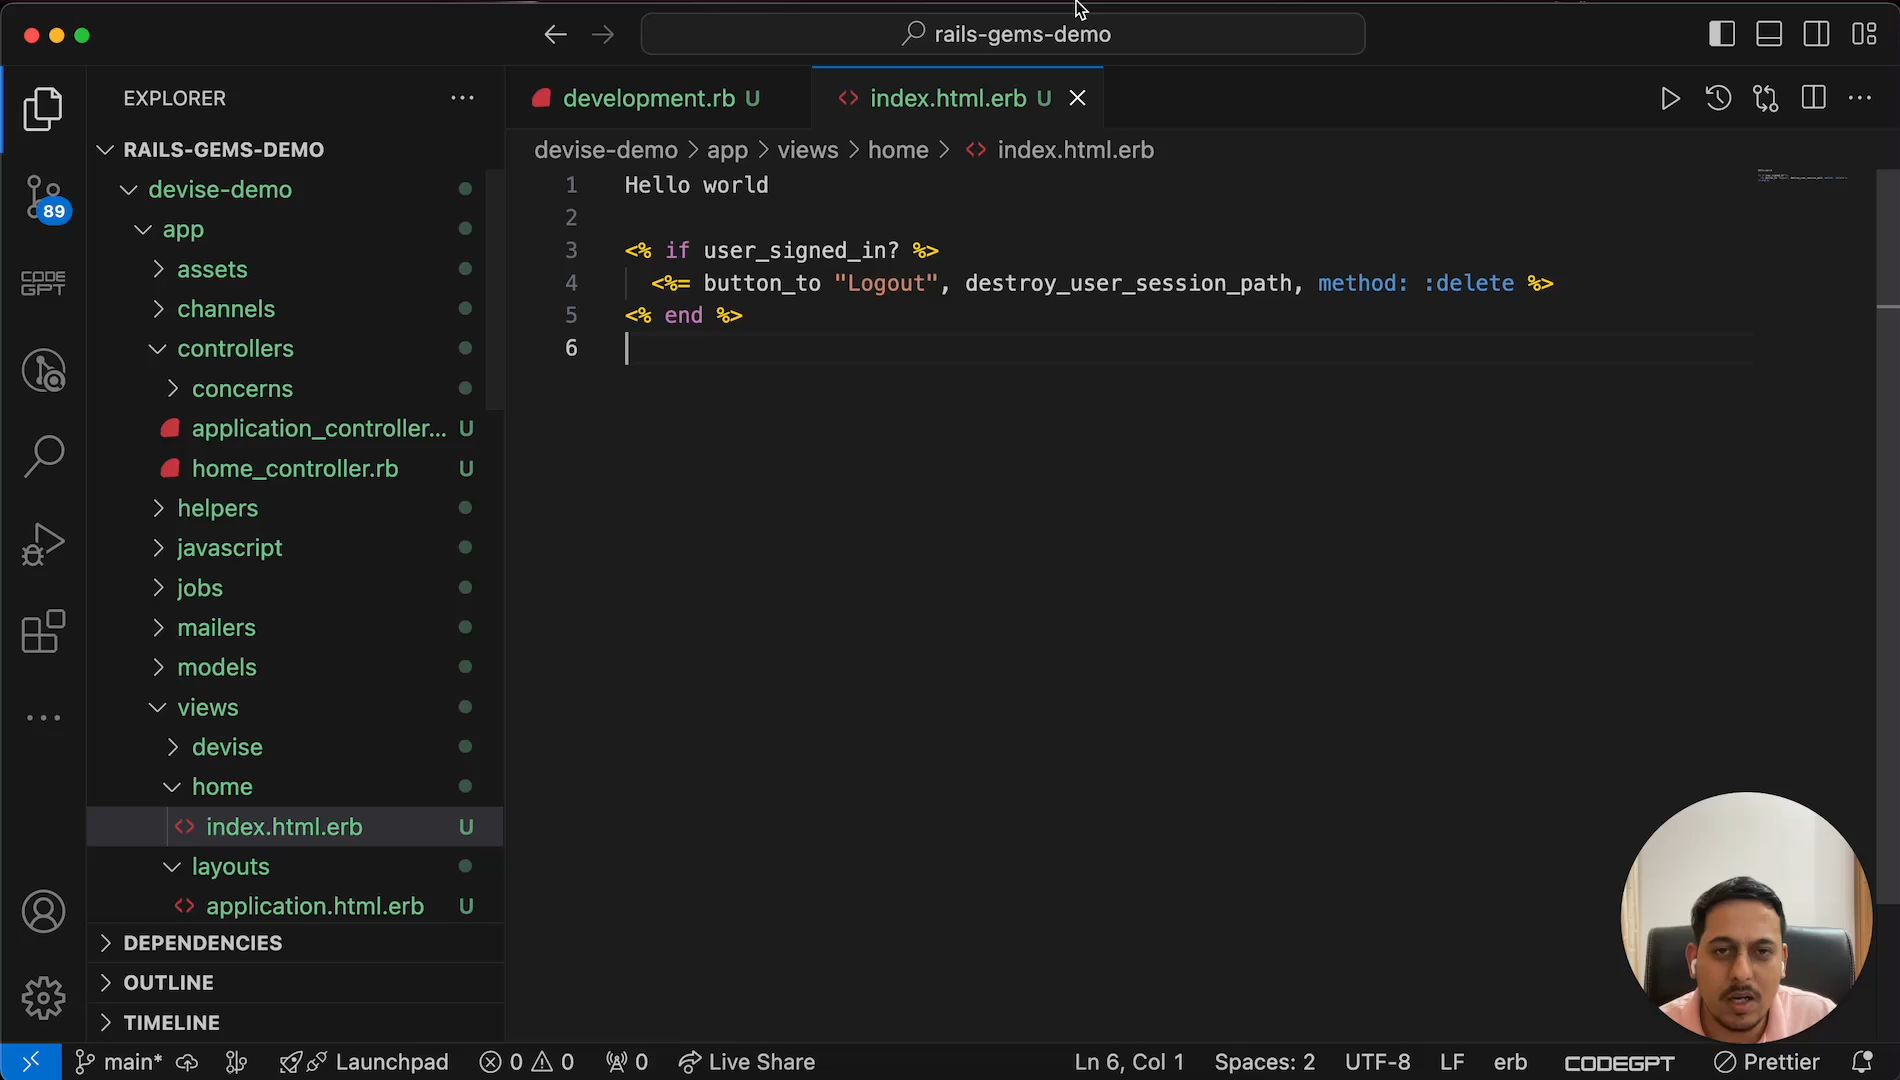 rails-gems-demo
EXPLORER
development.rb U
index.html.erb U
RAILS-GEMS-DEMO
devise-demo > app > views > home > index.html.erb
devise-demo
app
assets
channels
controllers
concerns
application_controller... U
home_controller.rb U
helpers
javascript
jobs
mailers
models
views
devise
home
index.html.erb U
layouts
application.html.erb U
DEPENDENCIES
OUTLINE
TIMELINE
89
CODE
GPT
1 Hello world
2
3 <% if user_signed_in? %>
4 <%= button_to "Logout", destroy_user_session_path, method: :delete %>
5 <% end %>
6
main* Launchpad 0 0 0 Live Share Ln 6, Col 1 Spaces: 2 UTF-8 LF erb CODEGPT Prettier